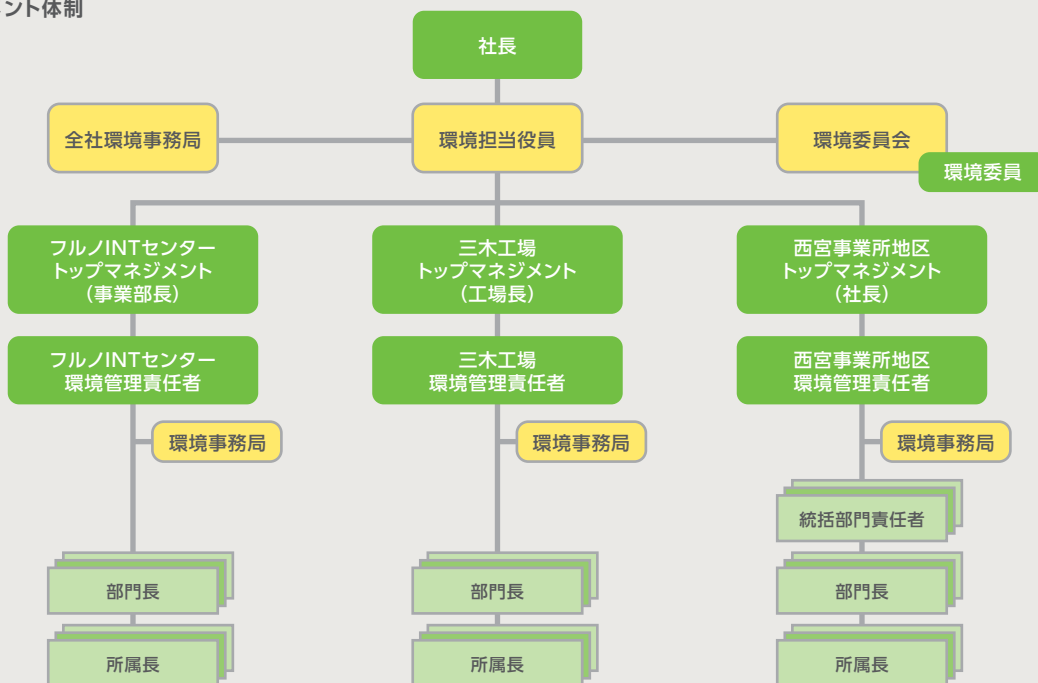 ント体制
社長
全社環境事務局
環境担当役員
環境委員会
環境委員
フルノINTセンター
トップマネジメント
(事業部長)
三木工場
トップマネジメント
(工場長)
西宮事業所地区
トップマネジメント
(社長)
フルノINTセンター
環境管理責任者
三木工場
環境管理責任者
西宮事業所地区
環境管理責任者
環境事務局
環境事務局
環境事務局
統括部門責任者
部門長
部門長
部門長
所属長
所属長
所属長